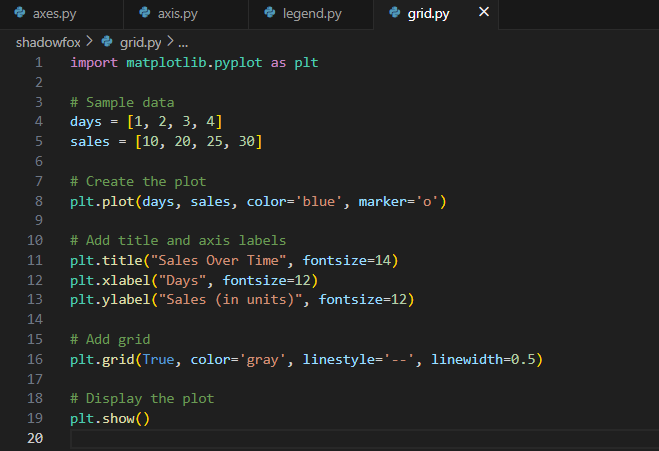 axes.py axis.py legend.py grid.py ×
shadowfox > grid.py > ...
1 import matplotlib.pyplot as plt
2
3 # Sample data
4 days = [1, 2, 3, 4]
5 sales = [10, 20, 25, 30]
6
7 # Create the plot
8 plt.plot(days, sales, color='blue', marker='o')
9
10 # Add title and axis labels
11 plt.title("Sales Over Time", fontsize=14)
12 plt.xlabel("Days", fontsize=12)
13 plt.ylabel("Sales (in units)", fontsize=12)
14
15 # Add grid
16 plt.grid(True, color='gray', linestyle='--', linewidth=0.5)
17
18 # Display the plot
19 plt.show()
20